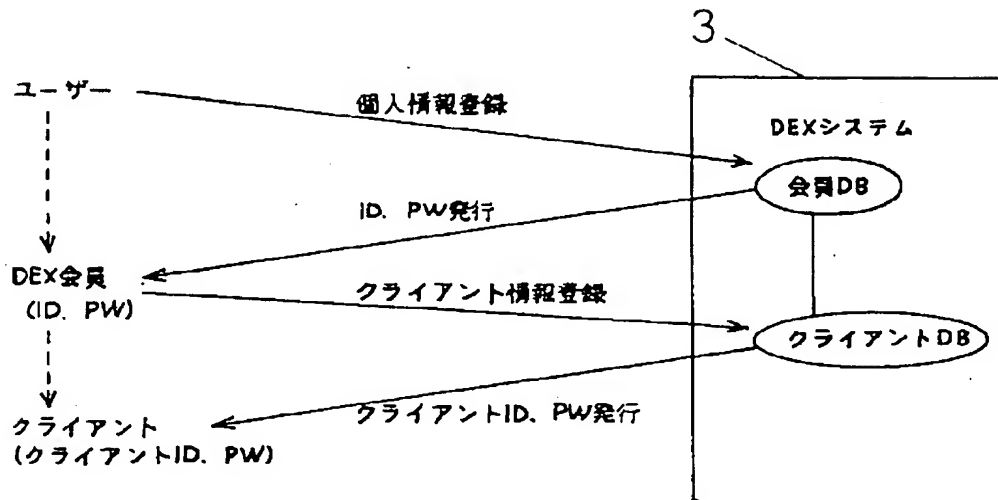 3
ユーザー
個人情報登録
DEXシステム
会員DB
ID. PW発行
DEX会員
(ID. PW)
クライアント情報登録
クライアントDB
クライアントID. PW発行
クライアント
(クライアントID. PW)